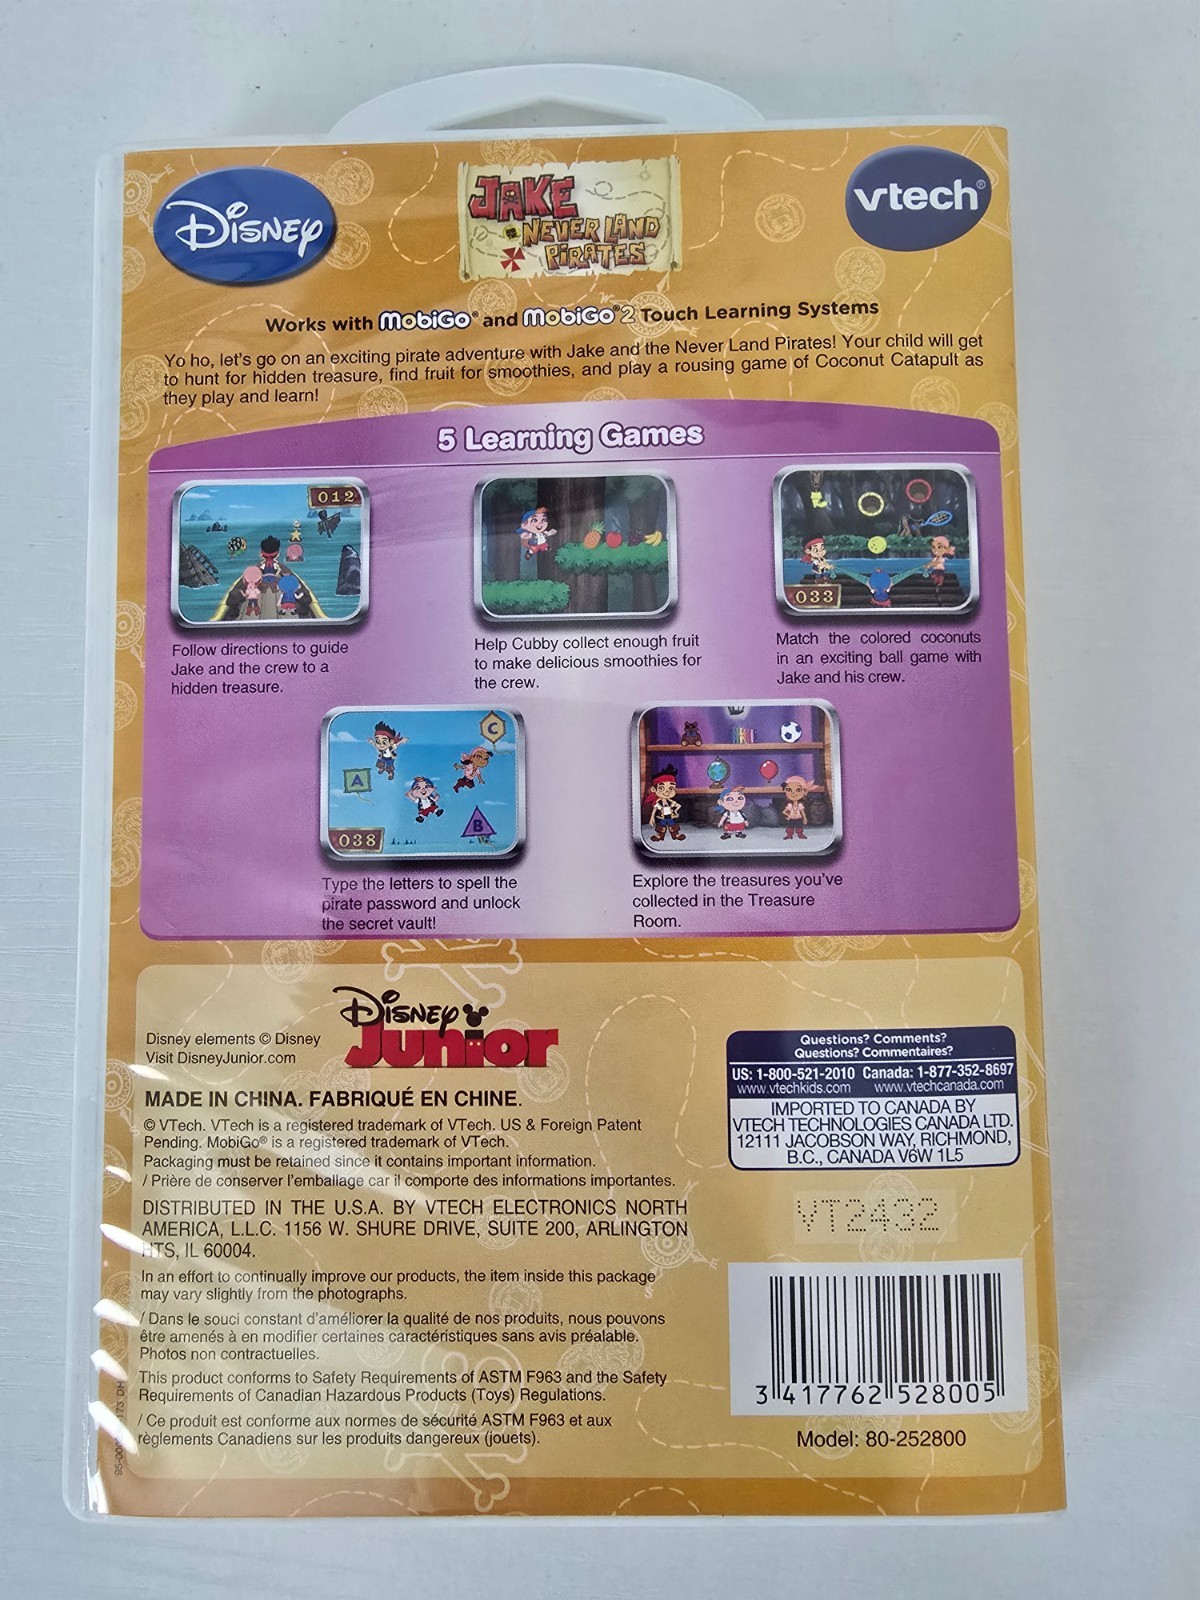 Disney
JAKE
AND THE
NEVER LAND
PIRATES
vtech®
Works with MobiGo® and MobiGo®2 Touch Learning Systems
Yo ho, let's go on an exciting pirate adventure with Jake and the Never Land Pirates! Your child will get
to hunt for hidden treasure, find fruit for smoothies, and play a rousing game of Coconut Catapult as
they play and learn!
5 Learning Games
012
033
Follow directions to guide
Jake and the crew to a
hidden treasure.
Help Cubby collect enough fruit
to make delicious smoothies for
the crew.
Match the colored coconuts
in an exciting ball game with
Jake and his crew.
C
A
B
038
Type the letters to spell the
pirate password and unlock
the secret vault!
Explore the treasures you've
collected in the Treasure
Room.
Disney elements © Disney
Visit DisneyJunior.com
Disney
Junior
MADE IN CHINA. FABRIQUÉ EN CHINE.
© VTech. VTech is a registered trademark of VTech. US & Foreign Patent
Pending. MobiGo® is a registered trademark of VTech.
Packaging must be retained since it contains important information.
/ Prière de conserver l'emballage car il comporte des informations importantes.
DISTRIBUTED IN THE U.S.A. BY VTECH ELECTRONICS NORTH
AMERICA, L.L.C. 1156 W. SHURE DRIVE, SUITE 200, ARLINGTON
HTS, IL 60004.
In an effort to continually improve our products, the item inside this package
may vary slightly from the photographs.
/ Dans le souci constant d'améliorer la qualité de nos produits, nous pouvons
être amenés à en modifier certaines caractéristiques sans avis préalable.
Photos non contractuelles.
This product conforms to Safety Requirements of ASTM F963 and the Safety
Requirements of Canadian Hazardous Products (Toys) Regulations.
/ Ce produit est conforme aux normes de sécurité ASTM F963 et aux
règlements Canadiens sur les produits dangereux (jouets).
Questions? Comments?
Questions? Commentaires?
US: 1-800-521-2010 Canada: 1-877-352-8697
www.vtechkids.com www.vtechcanada.com
IMPORTED TO CANADA BY
VTECH TECHNOLOGIES CANADA LTD.
12111 JACOBSON WAY, RICHMOND,
B.C., CANADA V6W 1L5
VT2432
3 417762 528005
Model: 80-252800